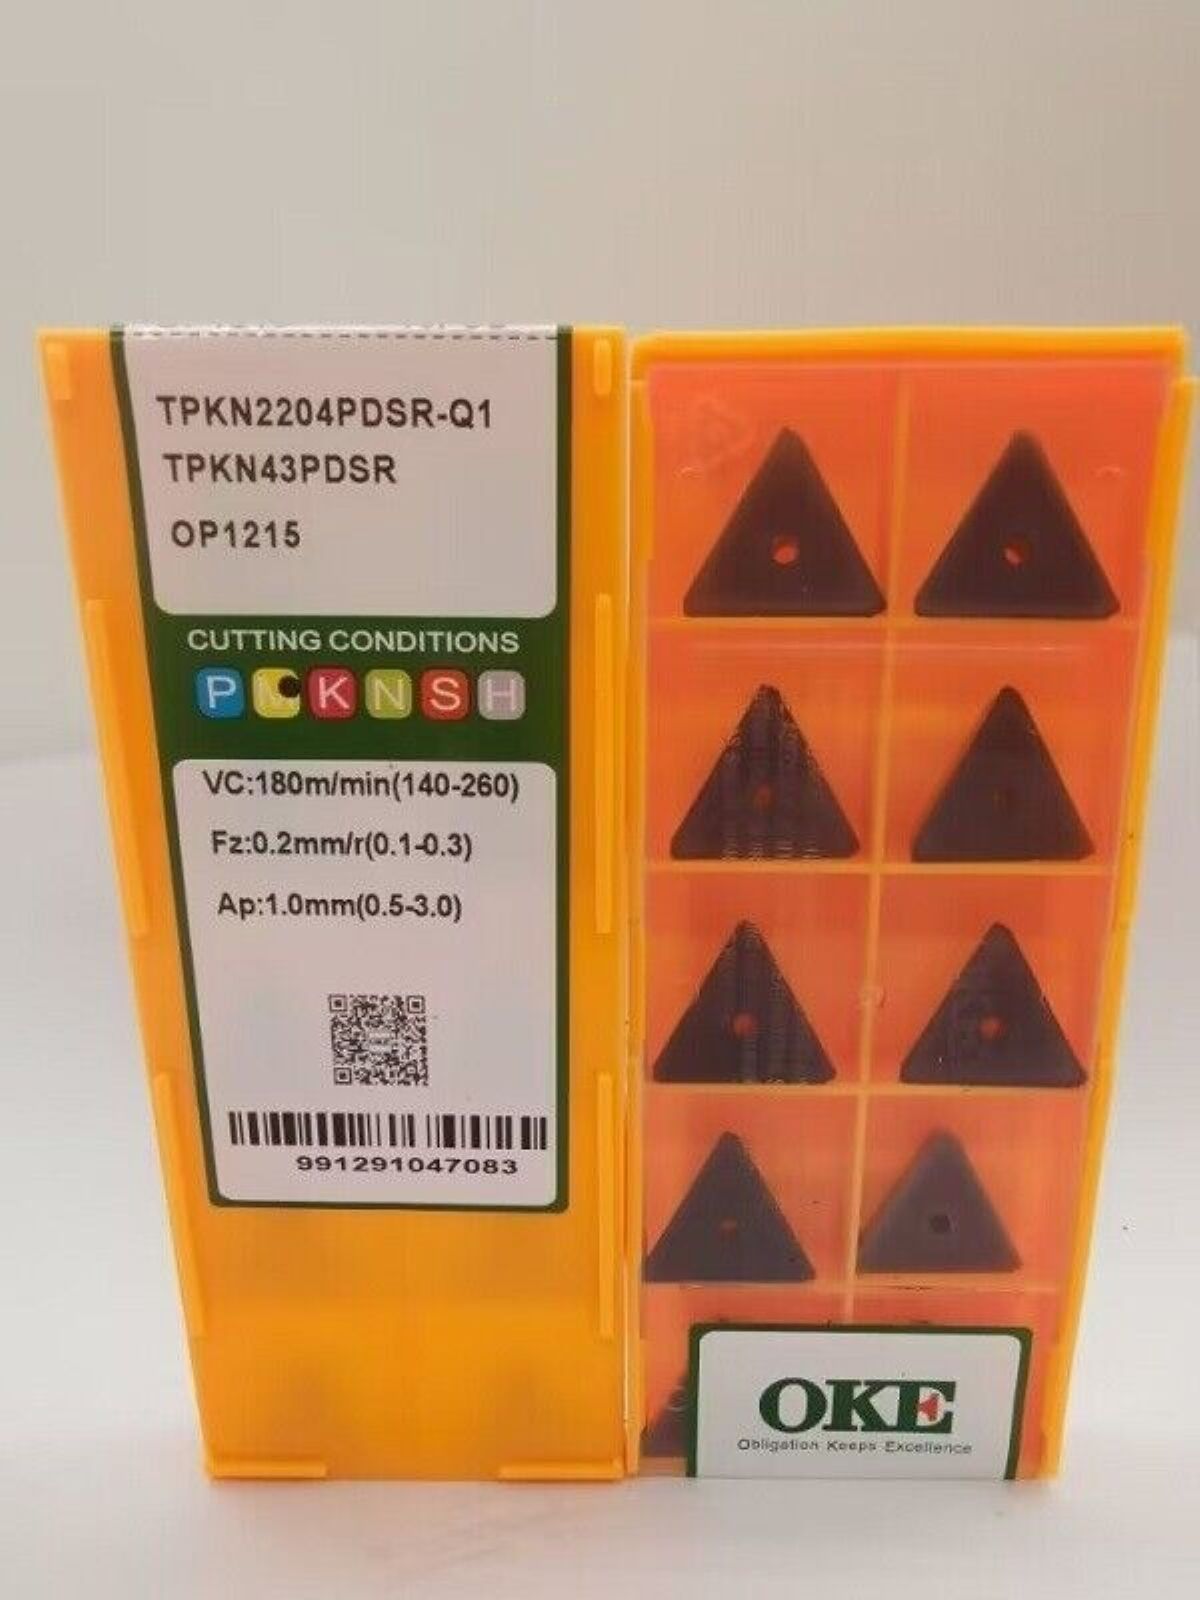 TPKN2204PDSR-Q1
TPKN43PDSR
OP1215
CUTTING CONDITIONS
P M K N S H
VC:180m/min(140-260)
Fz:0.2mm/r(0.1-0.3)
Ap:1.0mm(0.5-3.0)
991291047083
OKE
Obligation Keeps Excellence